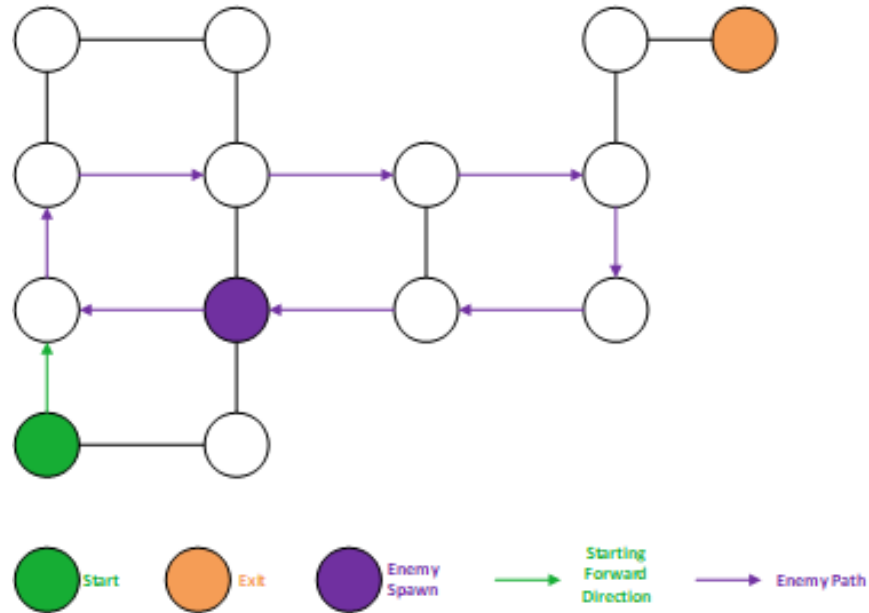 Start
Exit
Enemy
Spawn
Starting
Forward
Direction
Enemy Path